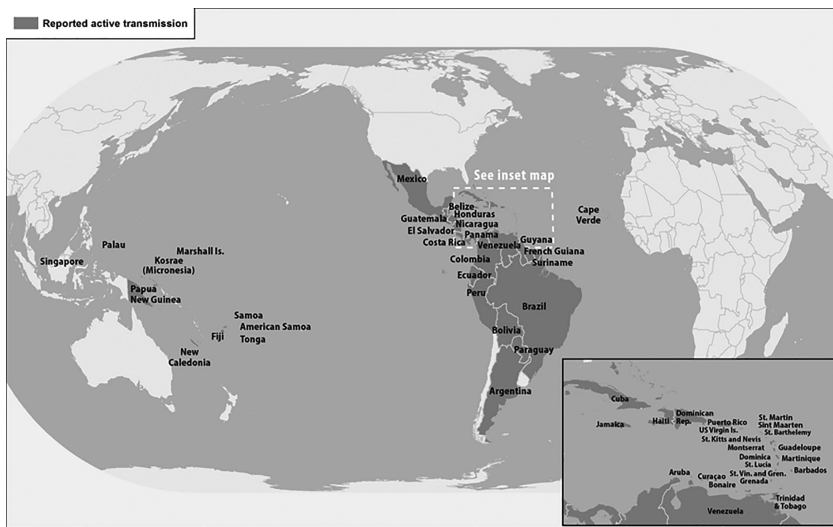 Reported active transmission
See inset map
Mexico
Belize
Honduras
Guatemala
Nicaragua
El Salvador
Panama
Costa Rica
Venezuela
Guyana
French Guiana
Suriname
Colombia
Ecuador
Peru
Brazil
Bolivia
Paraguay
Argentina
Cape
Verde
Palau
Marshall Is.
Kosrae
(Micronesia)
Singapore
Papua
New Guinea
Samoa
American Samoa
Fiji
Tonga
New
Caledonia
Cuba
Jamaica
Haiti
Dominican
Rep.
Puerto Rico
US Virgin Is.
St. Kitts and Nevis
Montserrat
St. Martin
Sint Maarten
St. Barthelemy
Guadeloupe
Dominica
Martinique
St. Lucia
St. Vin. and Gren.
Barbados
Grenada
Aruba
Curaçao
Bonaire
Trinidad
& Tobago
Venezuela